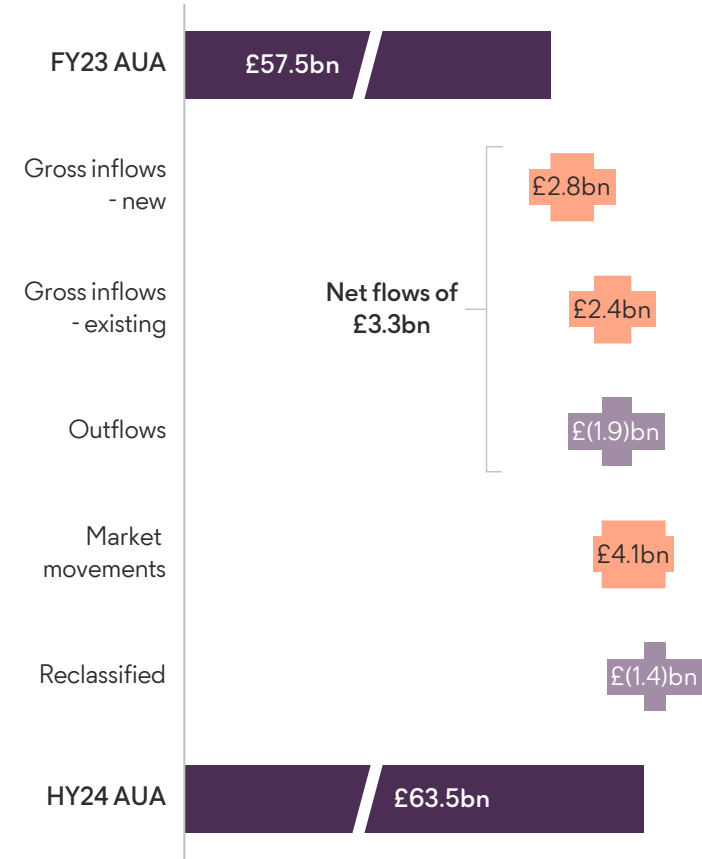 FY23 AUA
£57.5bn
Gross inflows
- new
£2.8bn
Gross inflows
- existing
£2.4bn
Net flows of
£3.3bn
Outflows
£(1.9)bn
Market
movements
£4.1bn
Reclassified
£(1.4)bn
HY24 AUA
£63.5bn